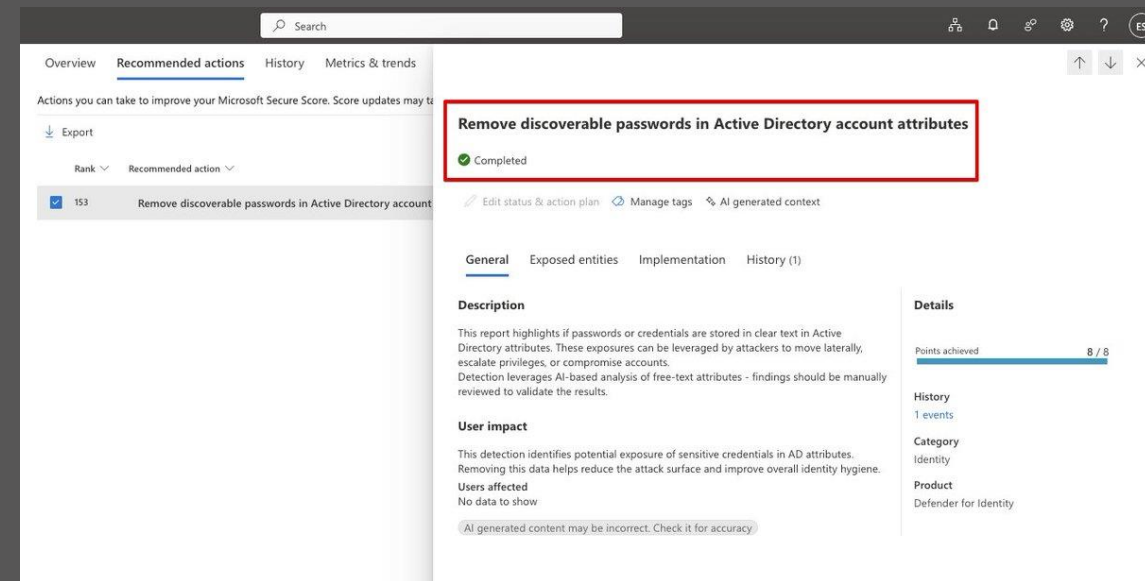 Search
ES
Overview Recommended actions History Metrics & trends
Actions you can take to improve your Microsoft Secure Score. Score updates may ta
Export
Rank Recommended action
153 Remove discoverable passwords in Active Directory account
Remove discoverable passwords in Active Directory account attributes
Completed
Edit status & action plan Manage tags AI generated context
General Exposed entities Implementation History (1)
Description
This report highlights if passwords or credentials are stored in clear text in Active
Directory attributes. These exposures can be leveraged by attackers to move laterally,
escalate privileges, or compromise accounts.
Detection leverages AI-based analysis of free-text attributes - findings should be manually
reviewed to validate the results.
User impact
This detection identifies potential exposure of sensitive credentials in AD attributes.
Removing this data helps reduce the attack surface and improve overall identity hygiene.
Users affected
No data to show
AI generated content may be incorrect. Check it for accuracy
Details
Points achieved 8 / 8
History
1 events
Category
Identity
Product
Defender for Identity